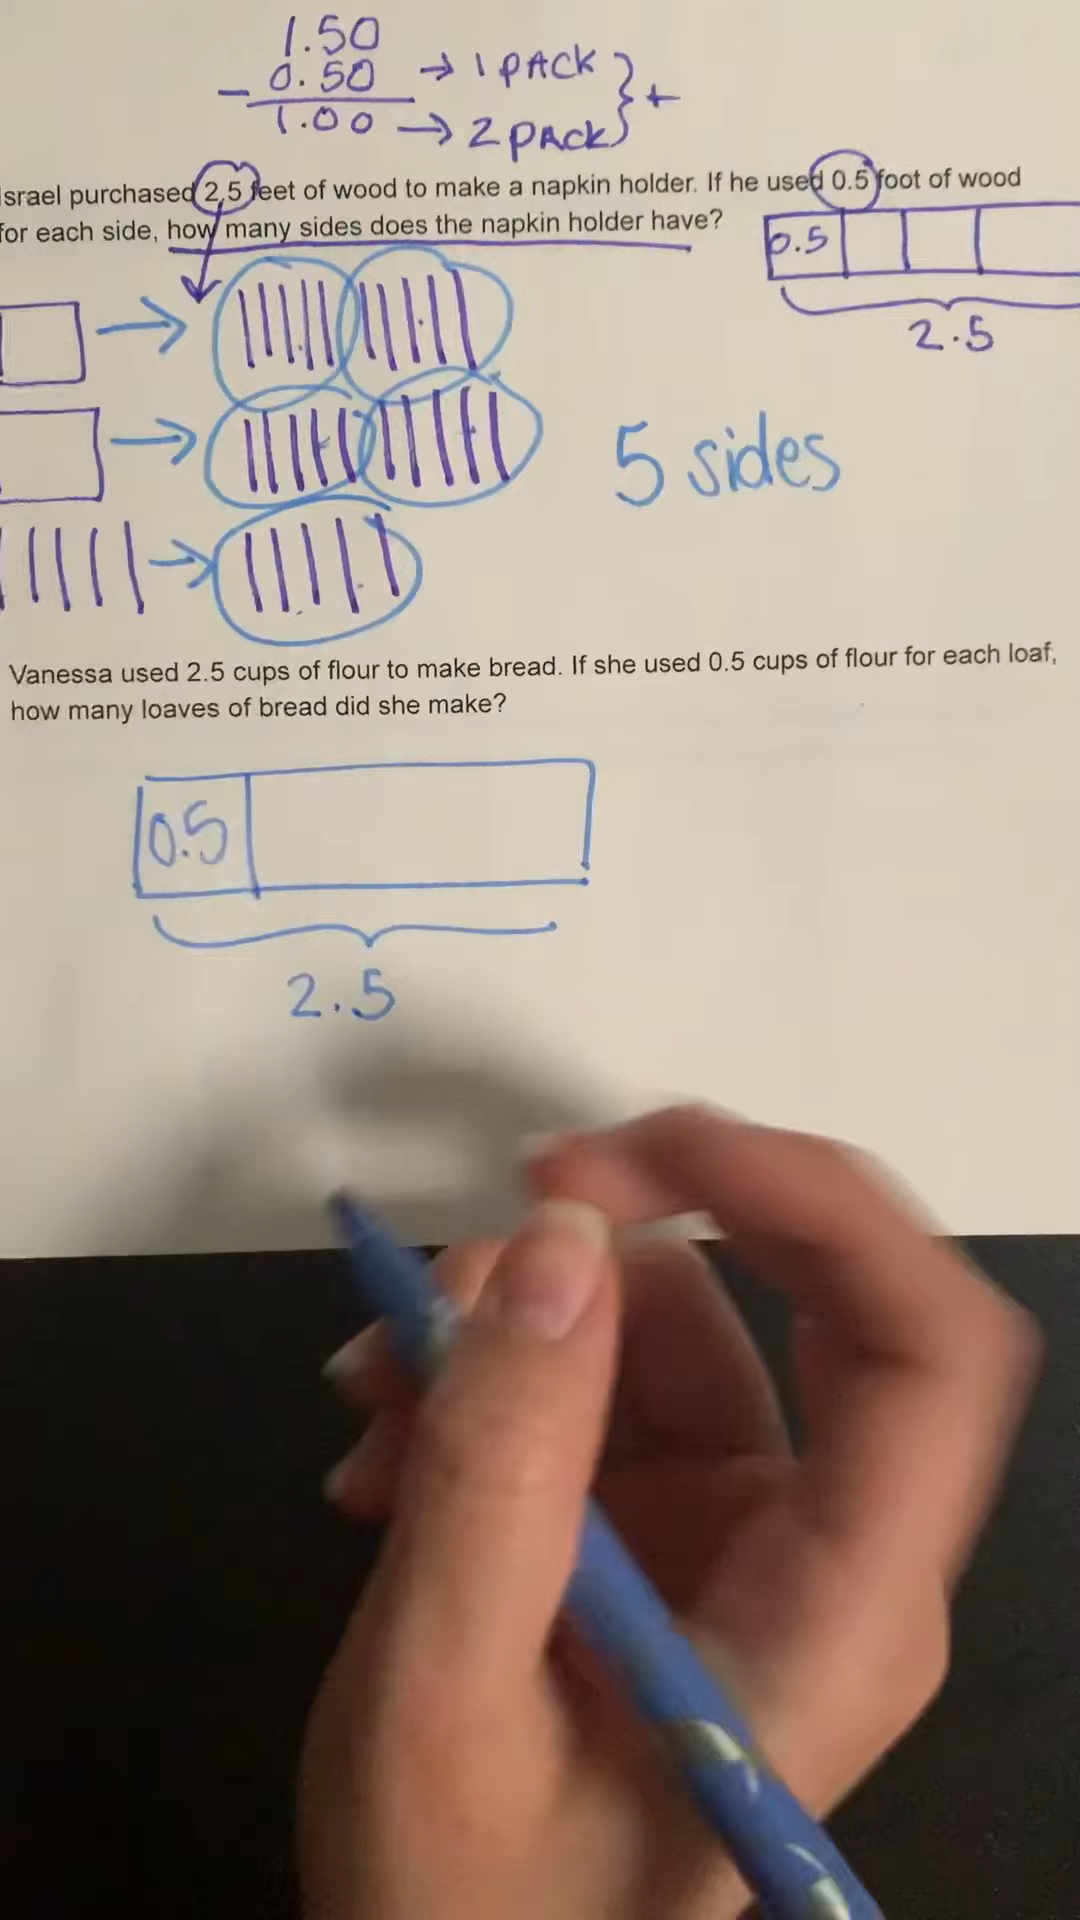 1.50
- 0.50 → 1 PACK } +
1.00 → 2 PACK
Israel purchased 2.5 feet of wood to make a napkin holder. If he used 0.5 foot of wood
for each side, how many sides does the napkin holder have?
0.5
2.5
5 sides
Vanessa used 2.5 cups of flour to make bread. If she used 0.5 cups of flour for each loaf,
how many loaves of bread did she make?
0.5
2.5